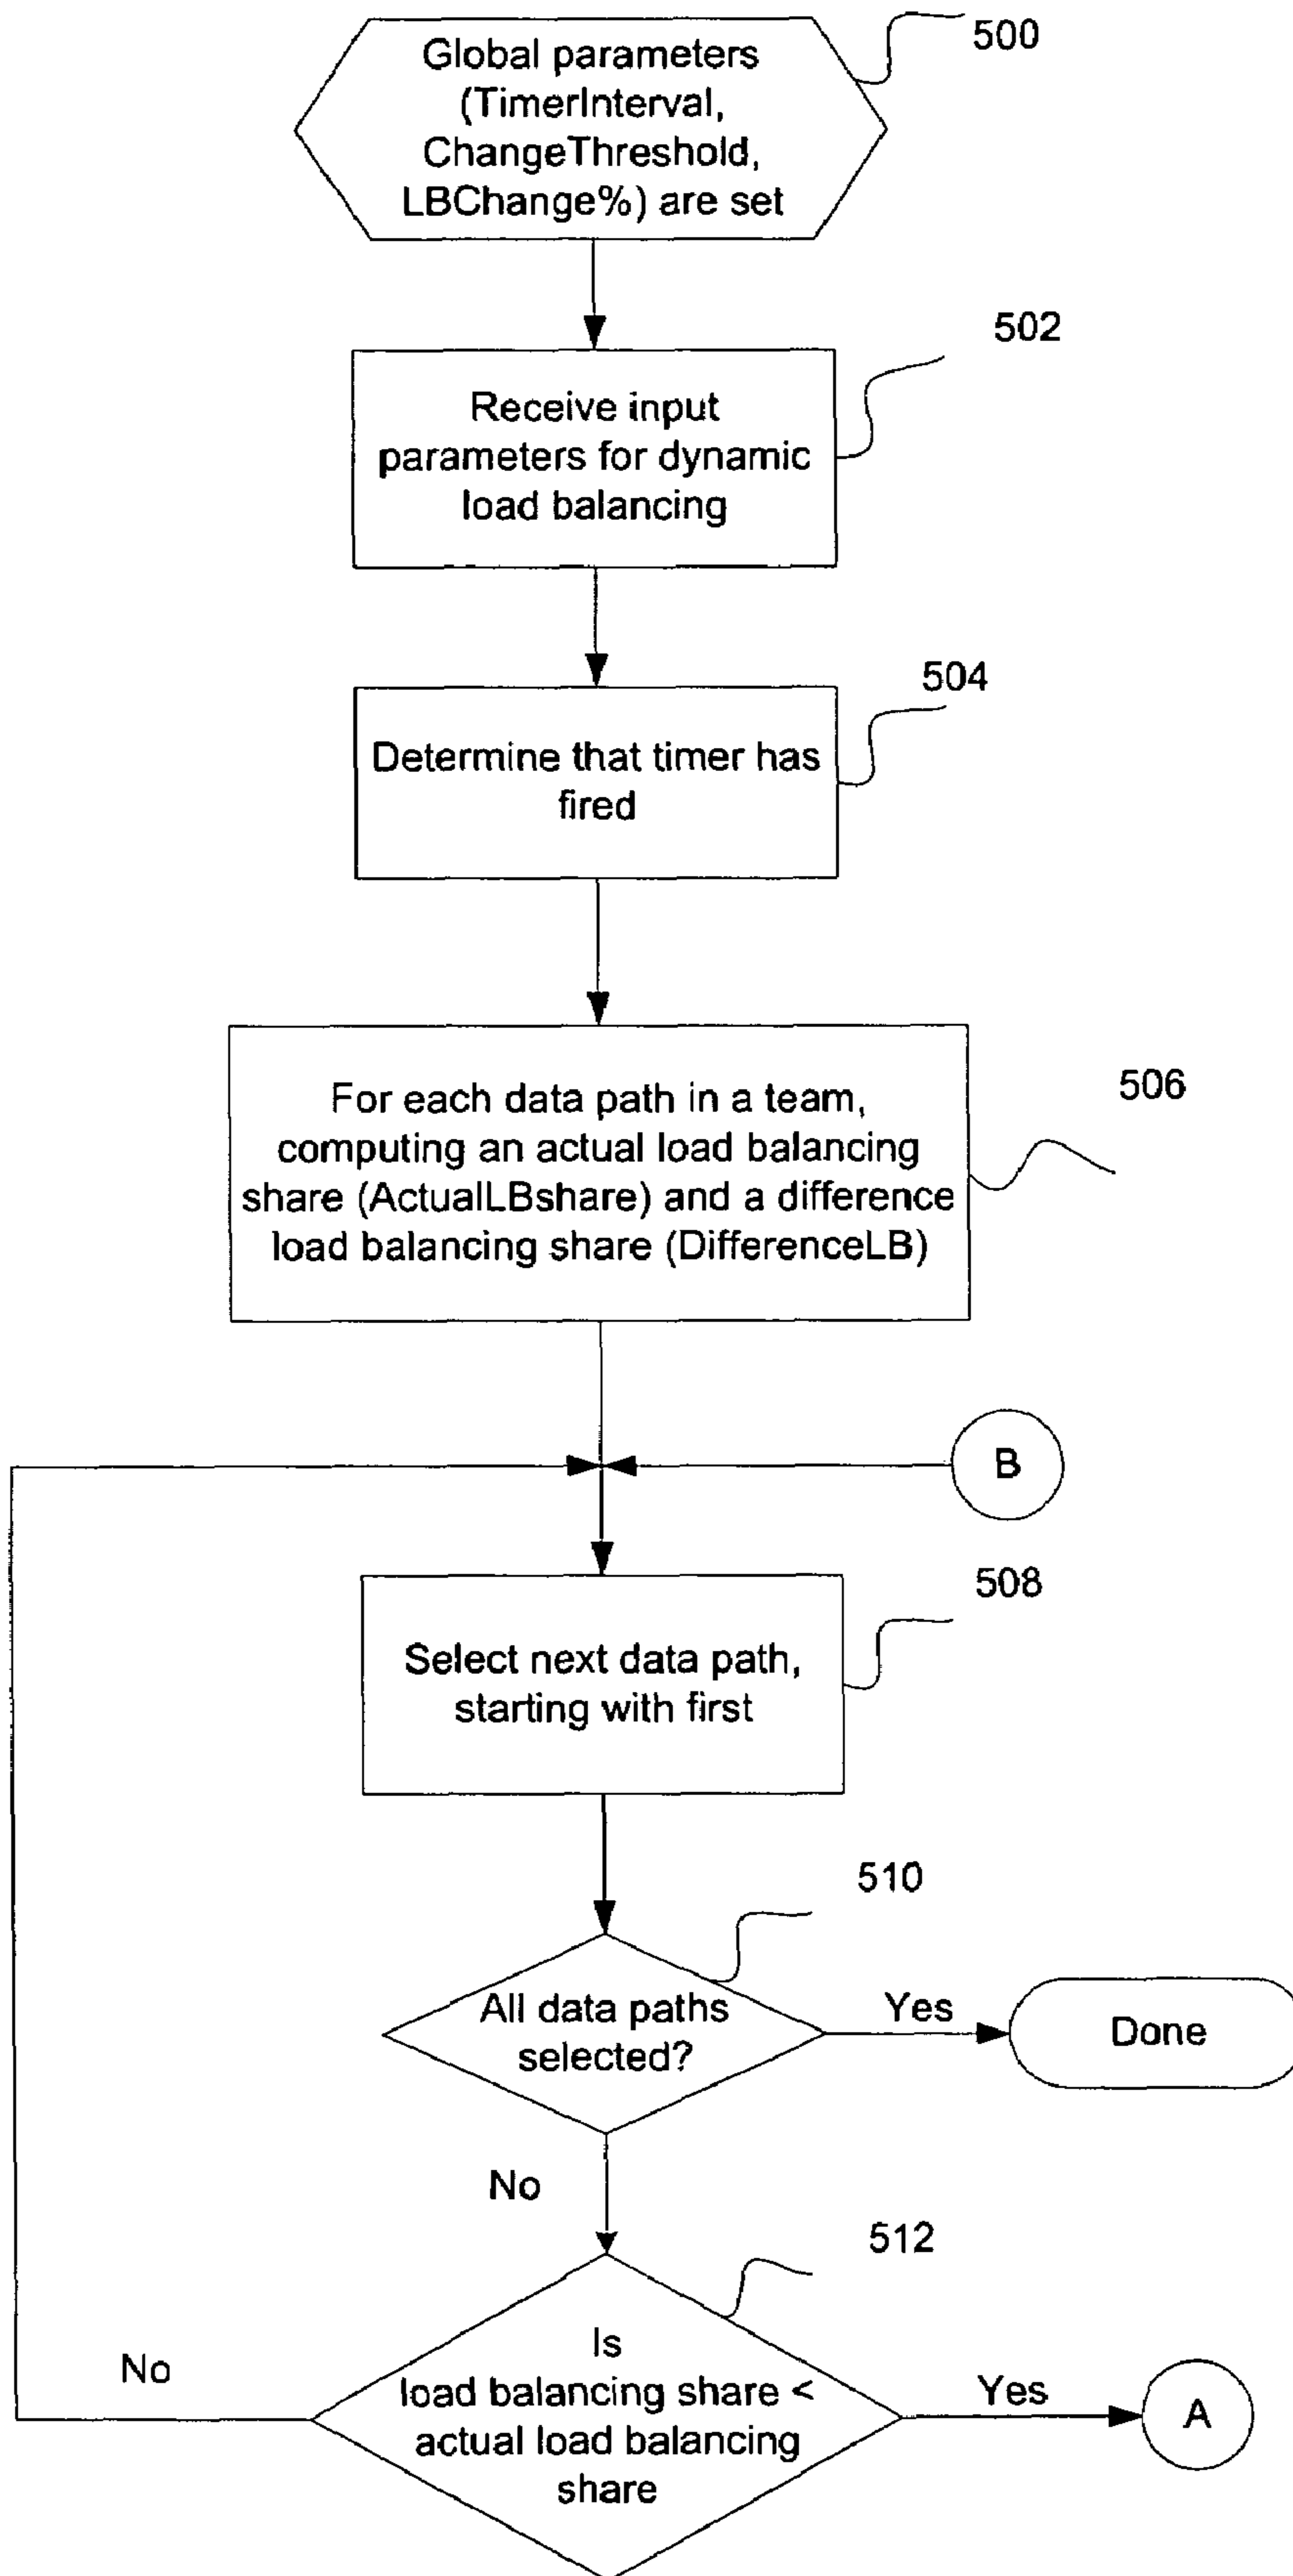 Global parameters
(TimerInterval,
ChangeThreshold,
LBChange%) are set
500
Receive input
parameters for dynamic
load balancing
502
Determine that timer has
fired
504
For each data path in a team,
computing an actual load balancing
share (ActualLBshare) and a difference
load balancing share (DifferenceLB)
506
B
Select next data path,
starting with first
508
All data paths
selected?
510
Yes
Done
No
Is
load balancing share <
actual load balancing
share
512
No
Yes
A